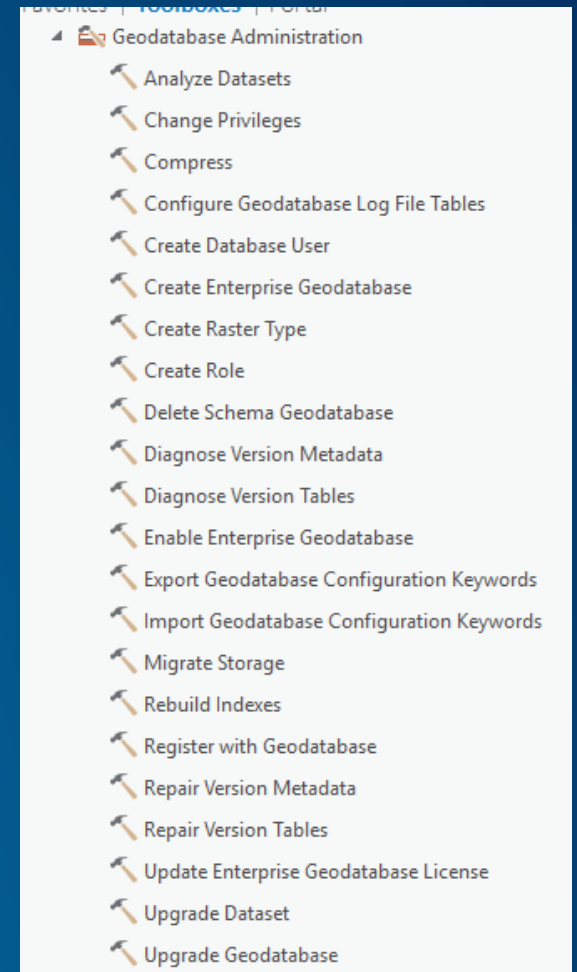 Favorites | Toolboxes | Portal
Geodatabase Administration
Analyze Datasets
Change Privileges
Compress
Configure Geodatabase Log File Tables
Create Database User
Create Enterprise Geodatabase
Create Raster Type
Create Role
Delete Schema Geodatabase
Diagnose Version Metadata
Diagnose Version Tables
Enable Enterprise Geodatabase
Export Geodatabase Configuration Keywords
Import Geodatabase Configuration Keywords
Migrate Storage
Rebuild Indexes
Register with Geodatabase
Repair Version Metadata
Repair Version Tables
Update Enterprise Geodatabase License
Upgrade Dataset
Upgrade Geodatabase